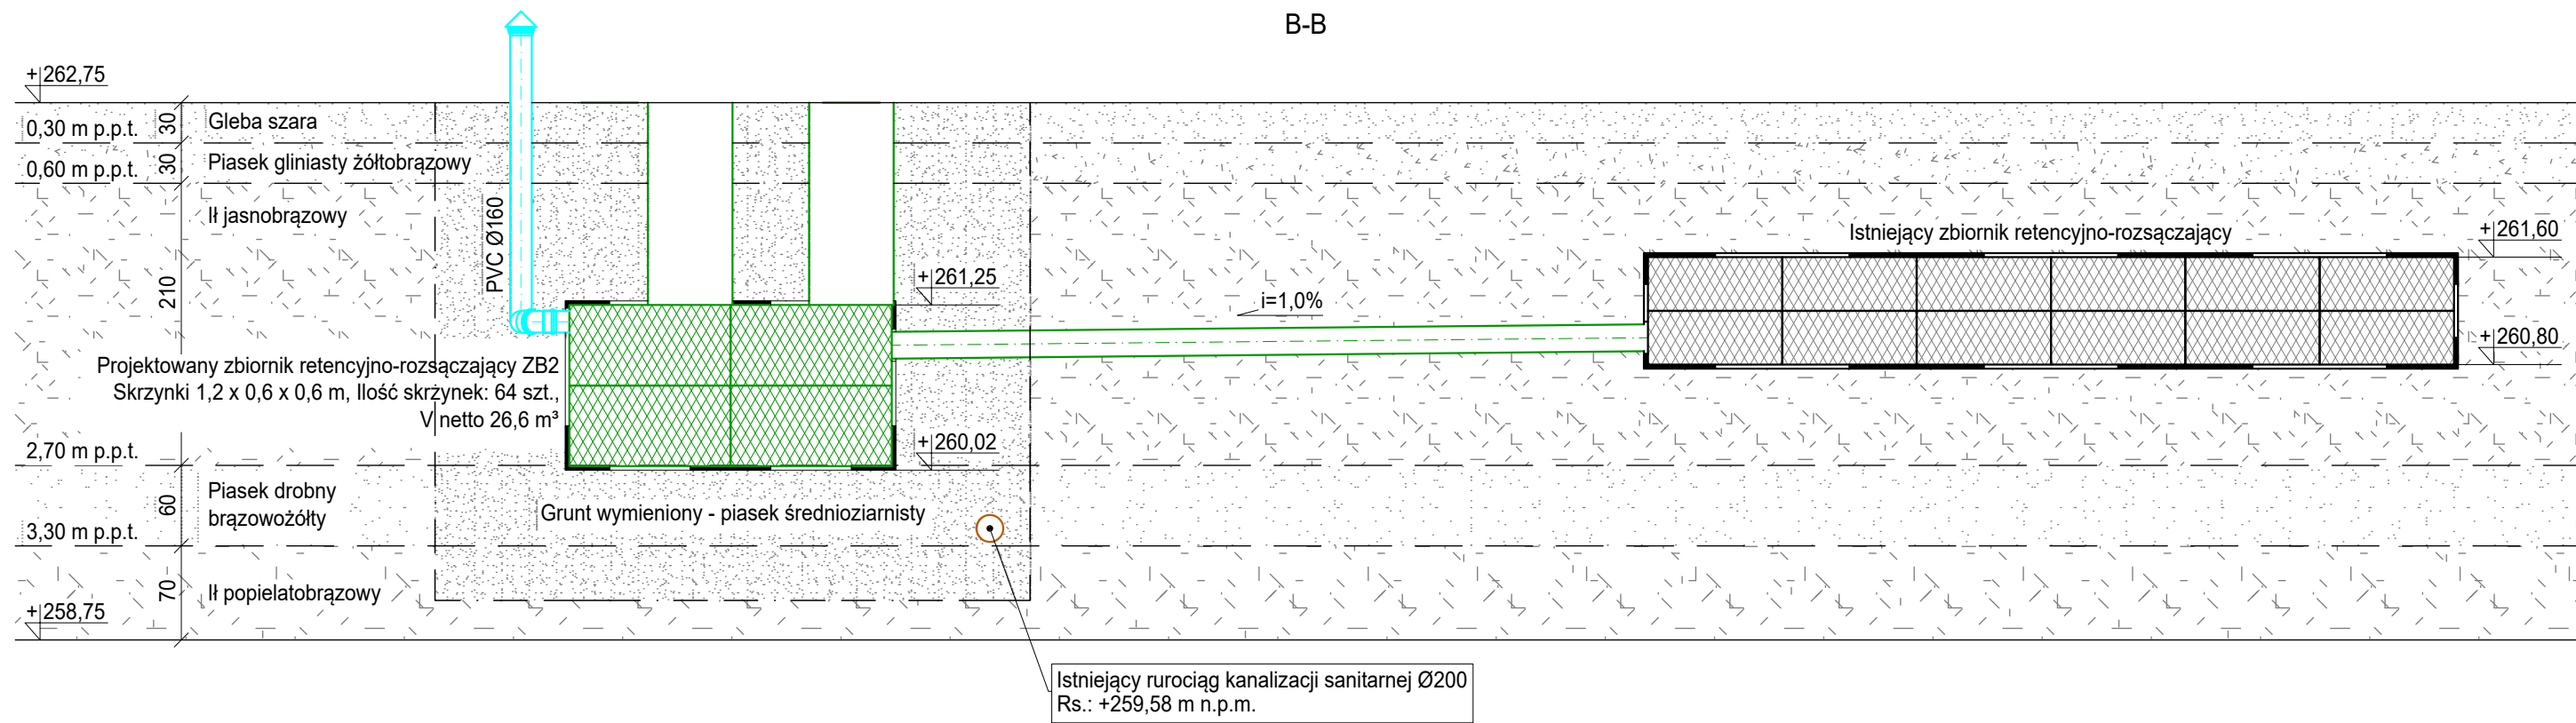 B-B
+262,75
0,30 m p.p.t.
30
Gleba szara
0,60 m p.p.t.
30
Piasek gliniasty żółtobrązowy
Ił jasnobrązowy
210
PVC Ø160
+261,25
i=1,0%
Istniejący zbiornik retencyjno-rozsączający
+261,60
+260,80
Projektowany zbiornik retencyjno-rozsączający ZB2
Skrzynki 1,2 x 0,6 x 0,6 m, Ilość skrzynek: 64 szt.,
V netto 26,6 m³
+260,02
2,70 m p.p.t.
60
Piasek drobny
brązowożółty
Grunt wymieniony - piasek średnioziarnisty
3,30 m p.p.t.
70
Ił popielatobrązowy
+258,75
Istniejący rurociąg kanalizacji sanitarnej Ø200
Rs.: +259,58 m n.p.m.